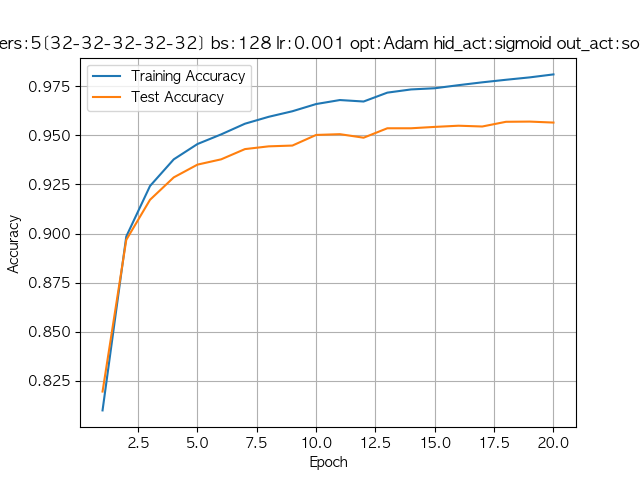 ers:5[32-32-32-32-32] bs:128 lr:0.001 opt:Adam hid_act:sigmoid out_act:so
Training Accuracy
Test Accuracy
0.975
0.950
0.925
0.900
0.875
0.850
0.825
Accuracy
2.5 5.0 7.5 10.0 12.5 15.0 17.5 20.0
Epoch